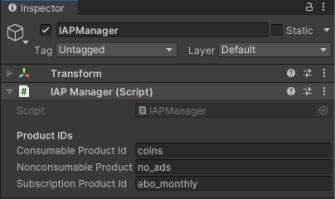 Inspector
IAPManager
Static
Tag Untagged Layer Default
Transform
# IAP Manager (Script)
Script # IAPManager
Product IDs
Consumable Product Id coins
Nonconsumable Product no_ads
Subscription Product Id abo_monthly